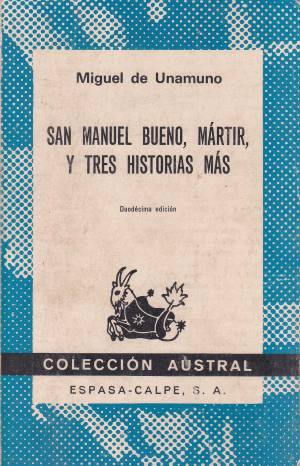 Miguel de Unamuno
SAN MANUEL BUENO, MÁRTIR,
Y TRES HISTORIAS MÁS
Duodécima edición
COLECCIÓN AUSTRAL
ESPASA-CALPE, S. A.